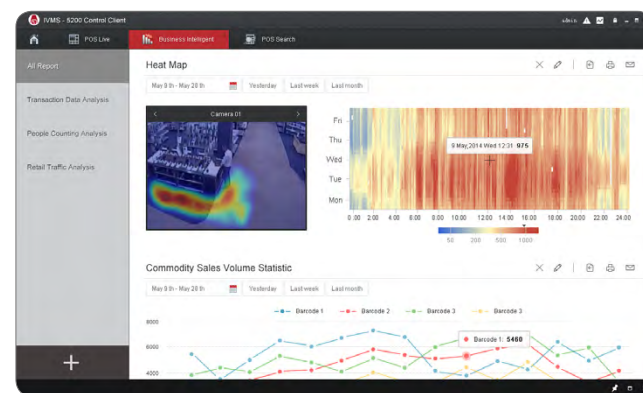 iVMS - 5200 Control Client
admin
POS Live
Business Intelligent
POS Search
All Report
Transaction Data Analysis
People Counting Analysis
Retail Traffic Analysis
Heat Map
May 9 th - May 28 th Yesterday Last week Last month
Camera 01
Fri
Thu
Wed
Tue
Mon
9 May,2014 Wed 12:31 975
0 .00 2:00 4:00 6:00 8:00 10:00 12:00 14:00 16:00 18:00 20:00 22:00 24:00
50 200 500 1000
Commodity Sales Volume Statistic
May 9 th - May 28 th Yesterday Last week Last month
Barcode 1 Barcode 2 Barcode 3 Barcode 3
8000
6000
4000
Barcode 1: 5460